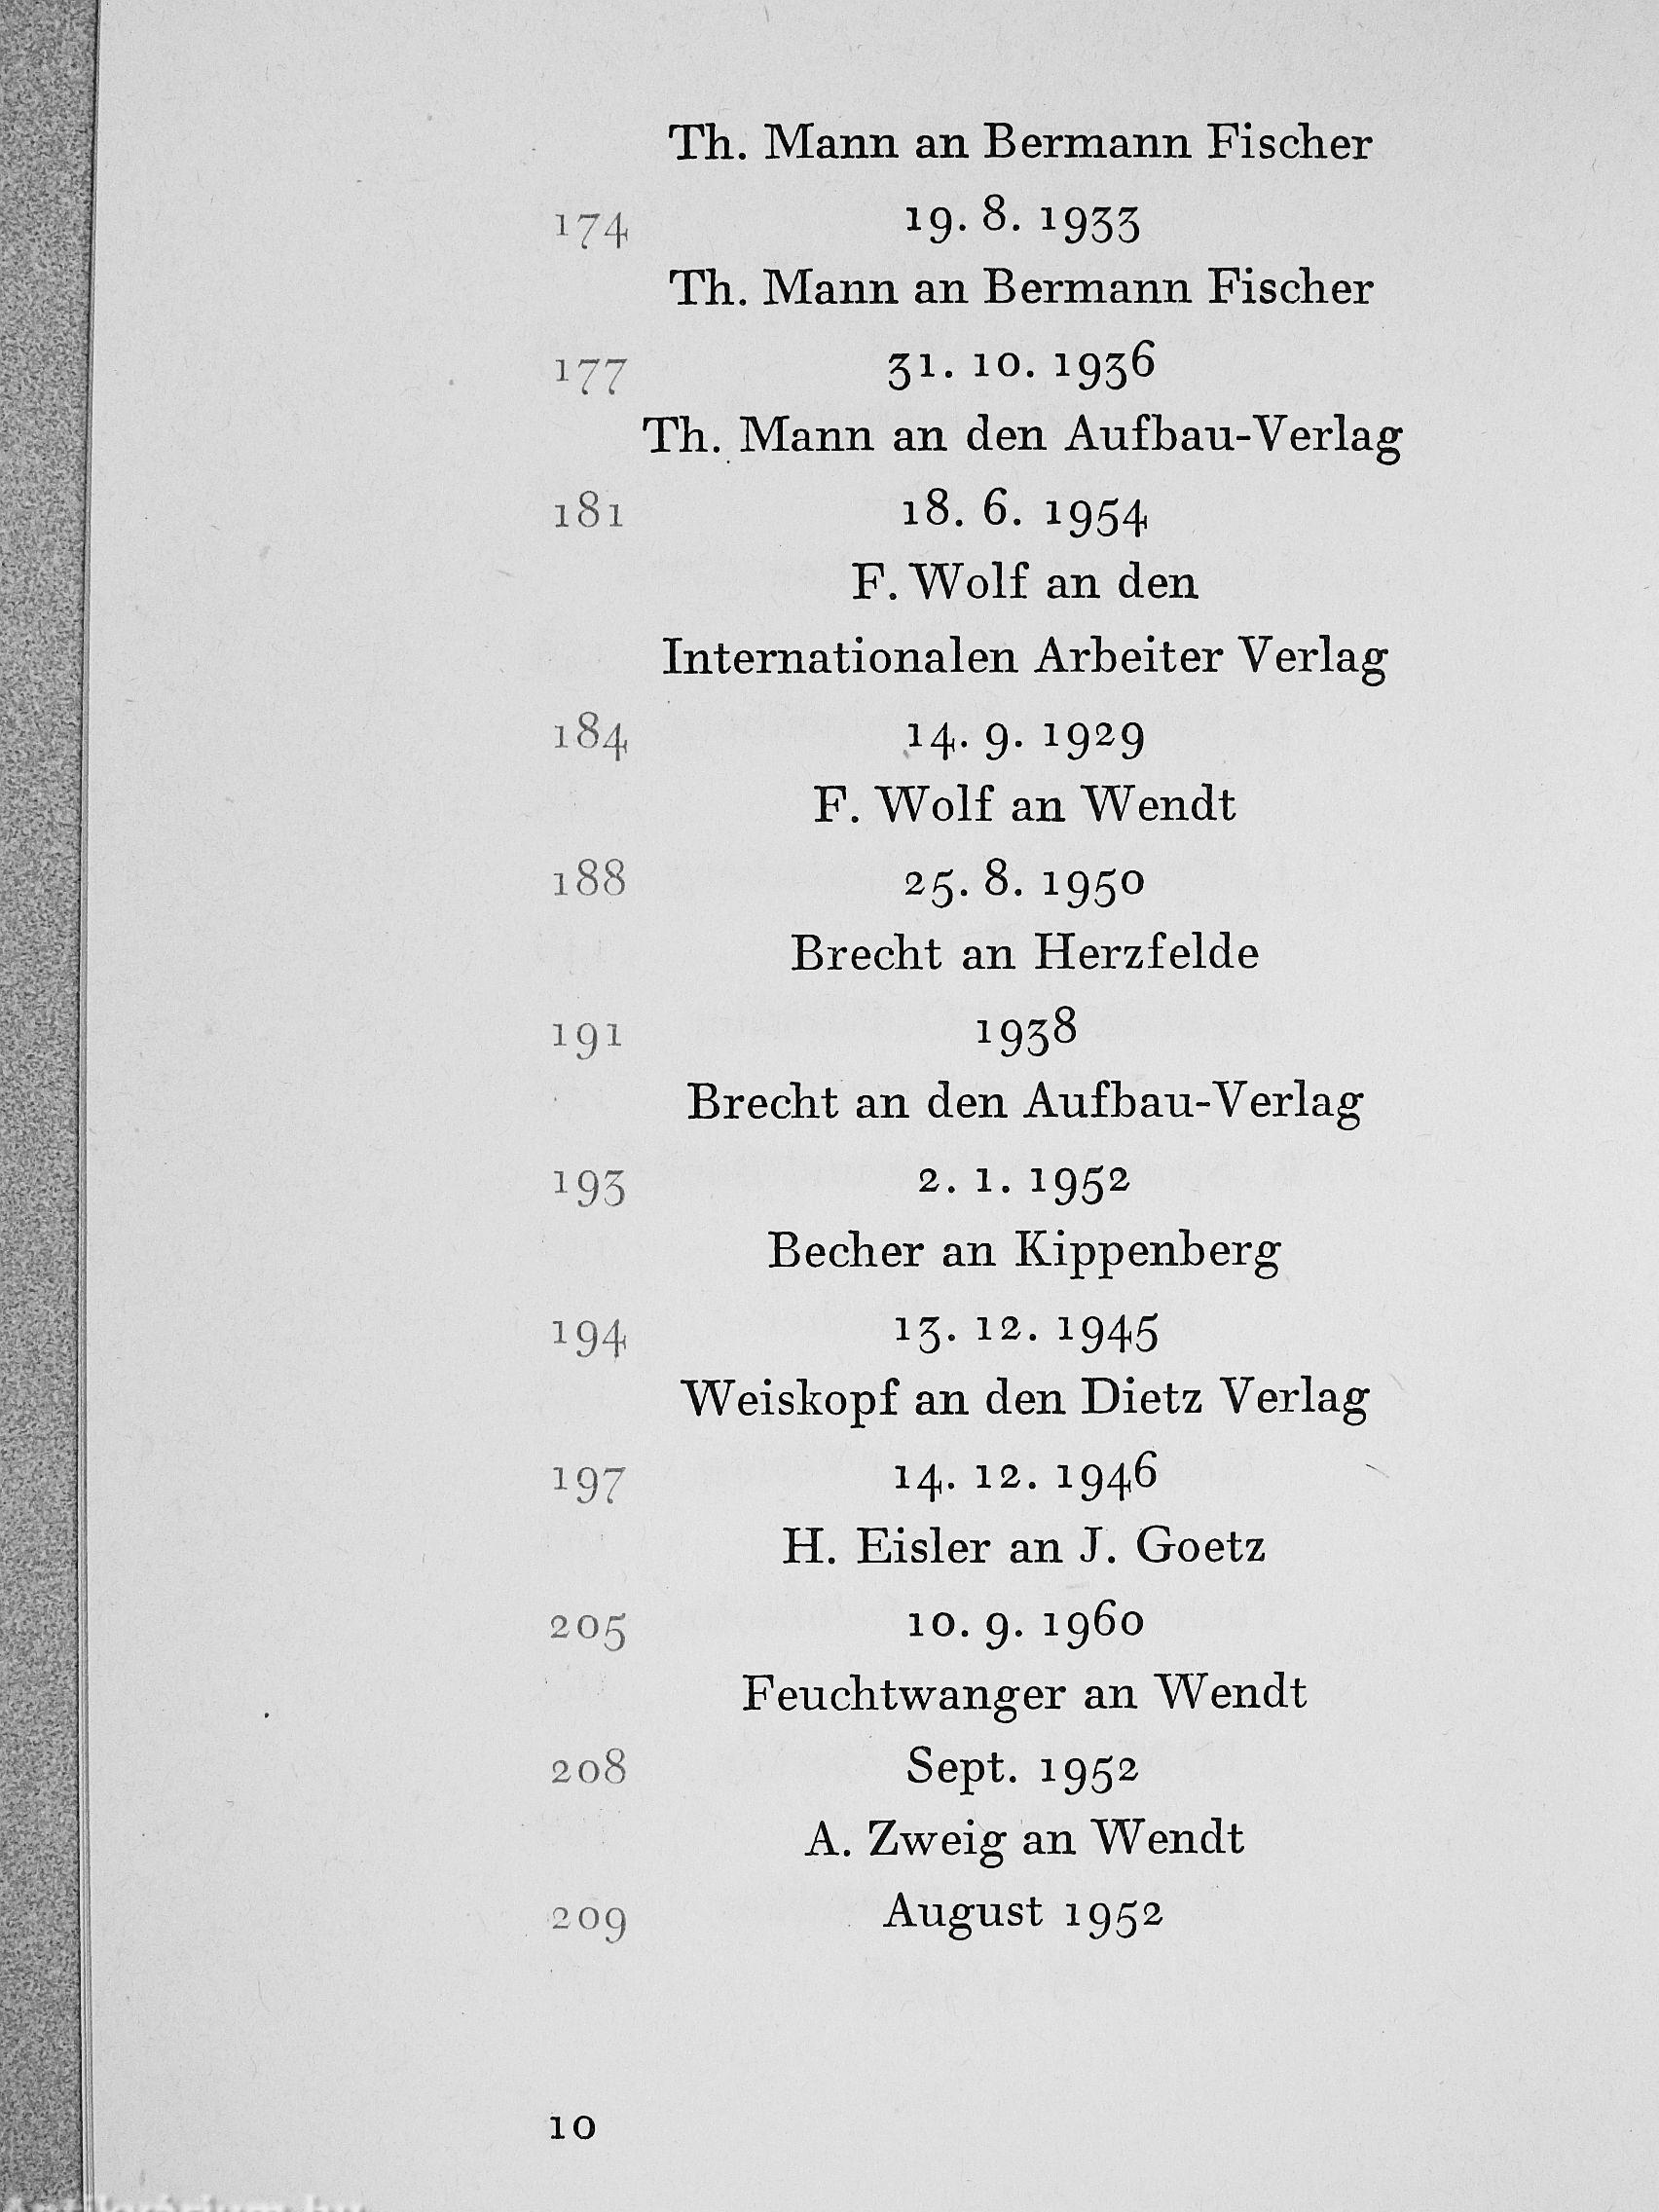 Th. Mann an Bermann Fischer
174 19. 8. 1933
Th. Mann an Bermann Fischer
177 31. 10. 1936
Th. Mann an den Aufbau-Verlag
181 18. 6. 1954
F. Wolf an den
Internationalen Arbeiter Verlag
184 14. 9. 1929
F. Wolf an Wendt
188 25. 8. 1950
Brecht an Herzfelde
191 1938
Brecht an den Aufbau-Verlag
193 2. 1. 1952
Becher an Kippenberg
194 13. 12. 1945
Weiskopf an den Dietz Verlag
197 14. 12. 1946
H. Eisler an J. Goetz
205 10. 9. 1960
Feuchtwanger an Wendt
208 Sept. 1952
A. Zweig an Wendt
209 August 1952
10